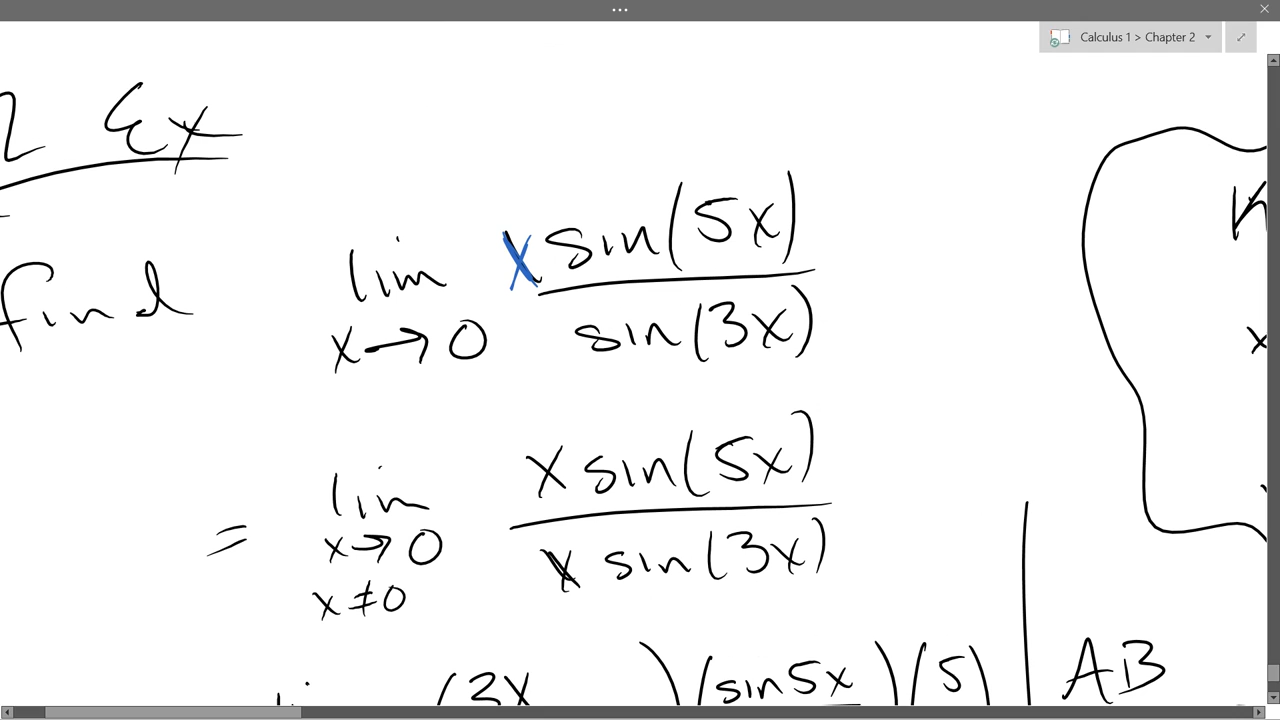 Calculus 1 > Chapter 2
Ex
find lim x→0 x sin(5x) / sin(3x)
= lim x→0 x≠0 x sin(5x) / x sin(3x)
(3x )(sin5x )(5)
AB